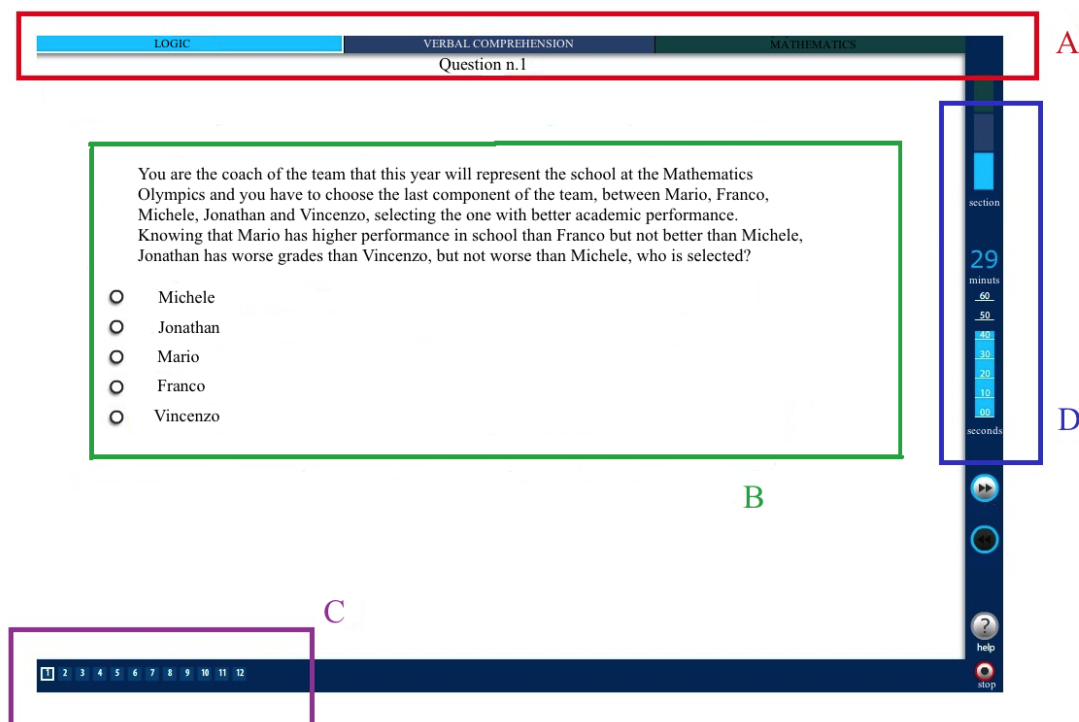 A
LOGIC
VERBAL COMPREHENSION
MATHEMATICS
Question n.1
You are the coach of the team that this year will represent the school at the Mathematics
Olympics and you have to choose the last component of the team, between Mario, Franco,
Michele, Jonathan and Vincenzo, selecting the one with better academic performance.
Knowing that Mario has higher performance in school than Franco but not better than Michele,
Jonathan has worse grades than Vincenzo, but not worse than Michele, who is selected?
Michele
Jonathan
Mario
Franco
Vincenzo
B
section
29
minuts
60
50
40
30
20
10
00
seconds
D
?
help
stop
C
1 2 3 4 5 6 7 8 9 10 11 12